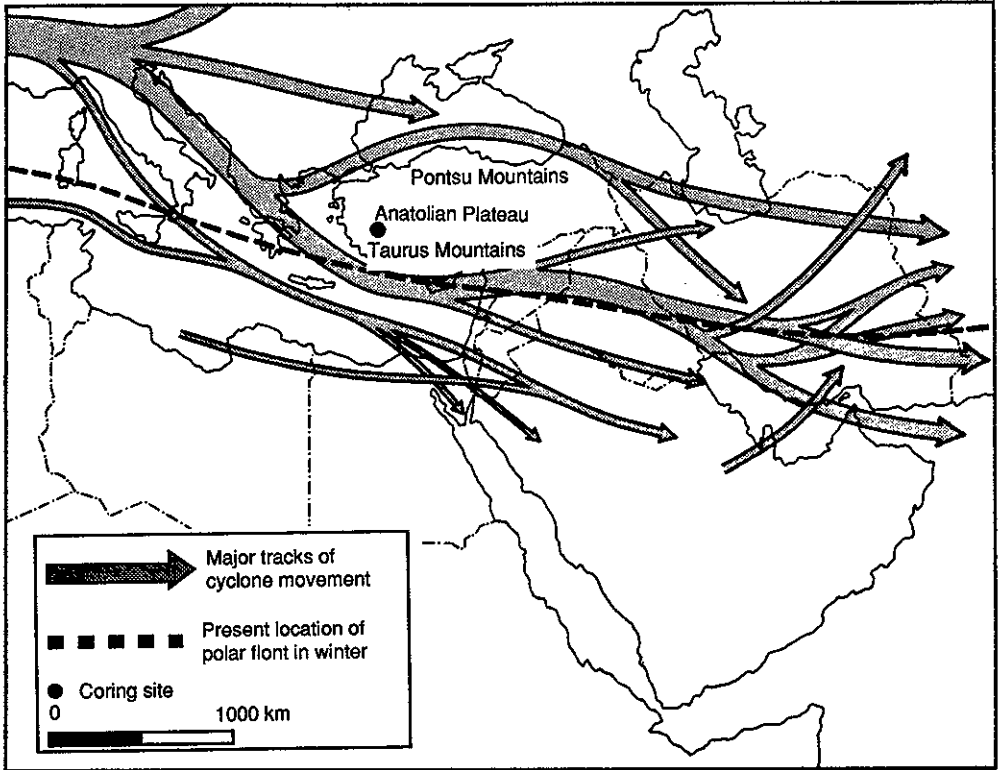 Pontsu Mountains
Anatolian Plateau
Taurus Mountains
Major tracks of
cyclone movement
Present location of
polar flont in winter
Coring site
0 1000 km